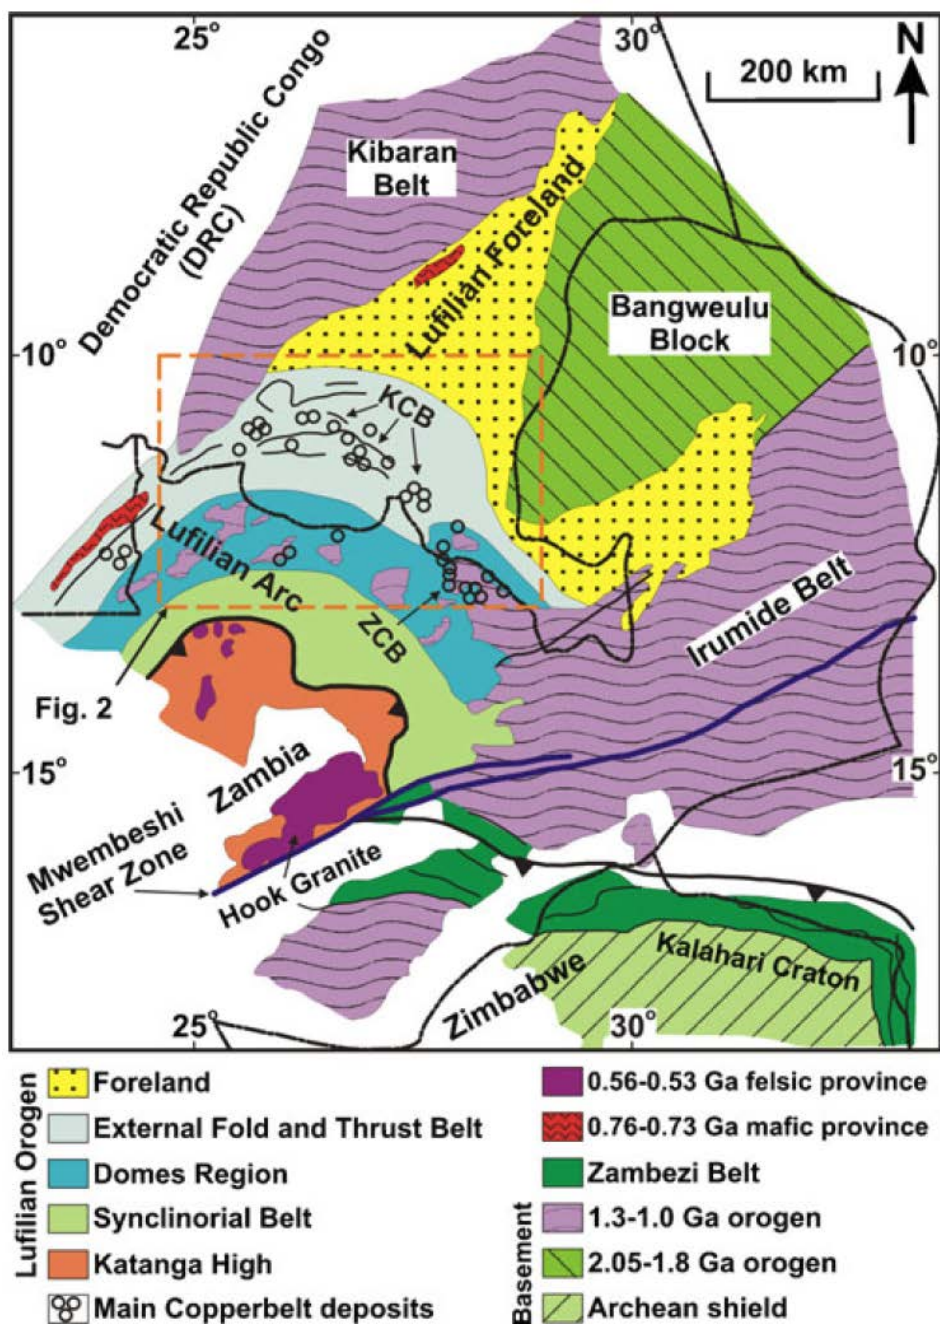 25°
30°
N
200 km
Democratic Republic Congo
(DRC)
Kibaran
Belt
Lufilian Foreland
Bangweulu
Block
10°
10°
KCB
Lufilian Arc
ZCB
Irumide Belt
Fig. 2
15°
15°
Zambia
Mwembeshi
Shear Zone
Hook Granite
Kalahari Craton
Zimbabwe
25°
30°
Lufilian Orogen
Foreland
External Fold and Thrust Belt
Domes Region
Synclinorial Belt
Katanga High
Main Copperbelt deposits
0.56-0.53 Ga felsic province
0.76-0.73 Ga mafic province
Zambezi Belt
Basement
1.3-1.0 Ga orogen
2.05-1.8 Ga orogen
Archean shield